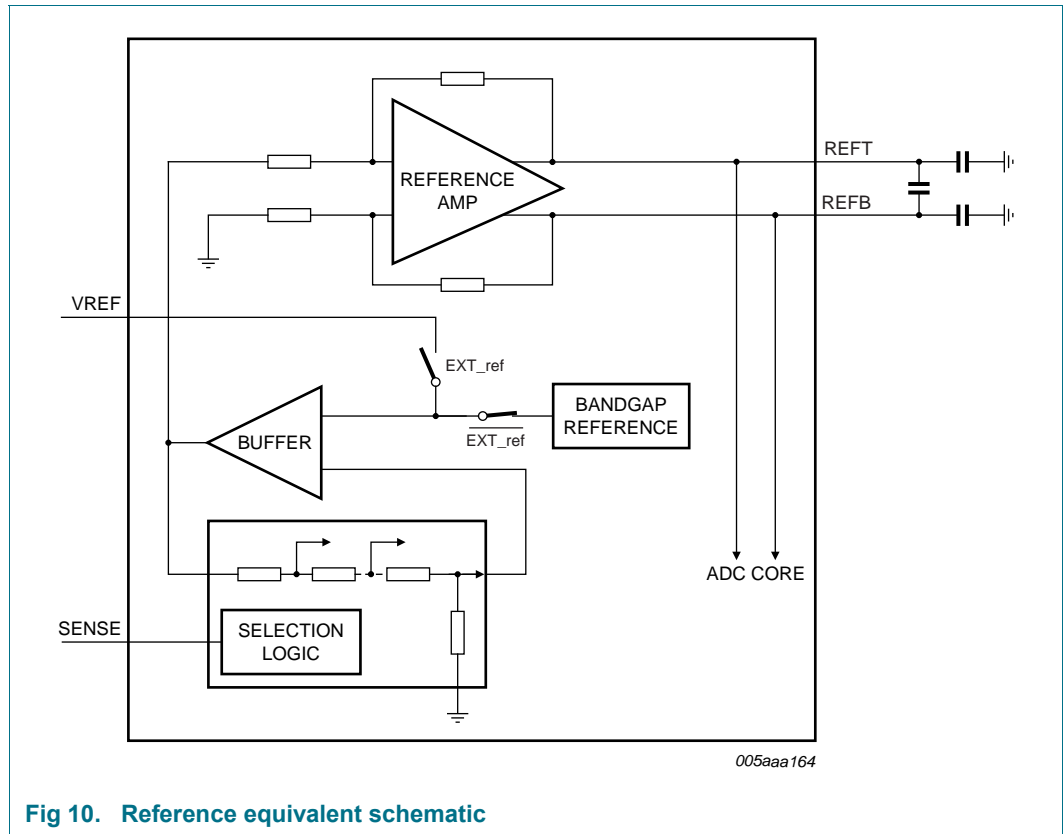 REFERENCE
AMP
REFT
REFB
VREF
EXT_ref
BANDGAP
REFERENCE
EXT_ref
BUFFER
ADC CORE
SENSE
SELECTION
LOGIC
005aaa164
Fig 10. Reference equivalent schematic